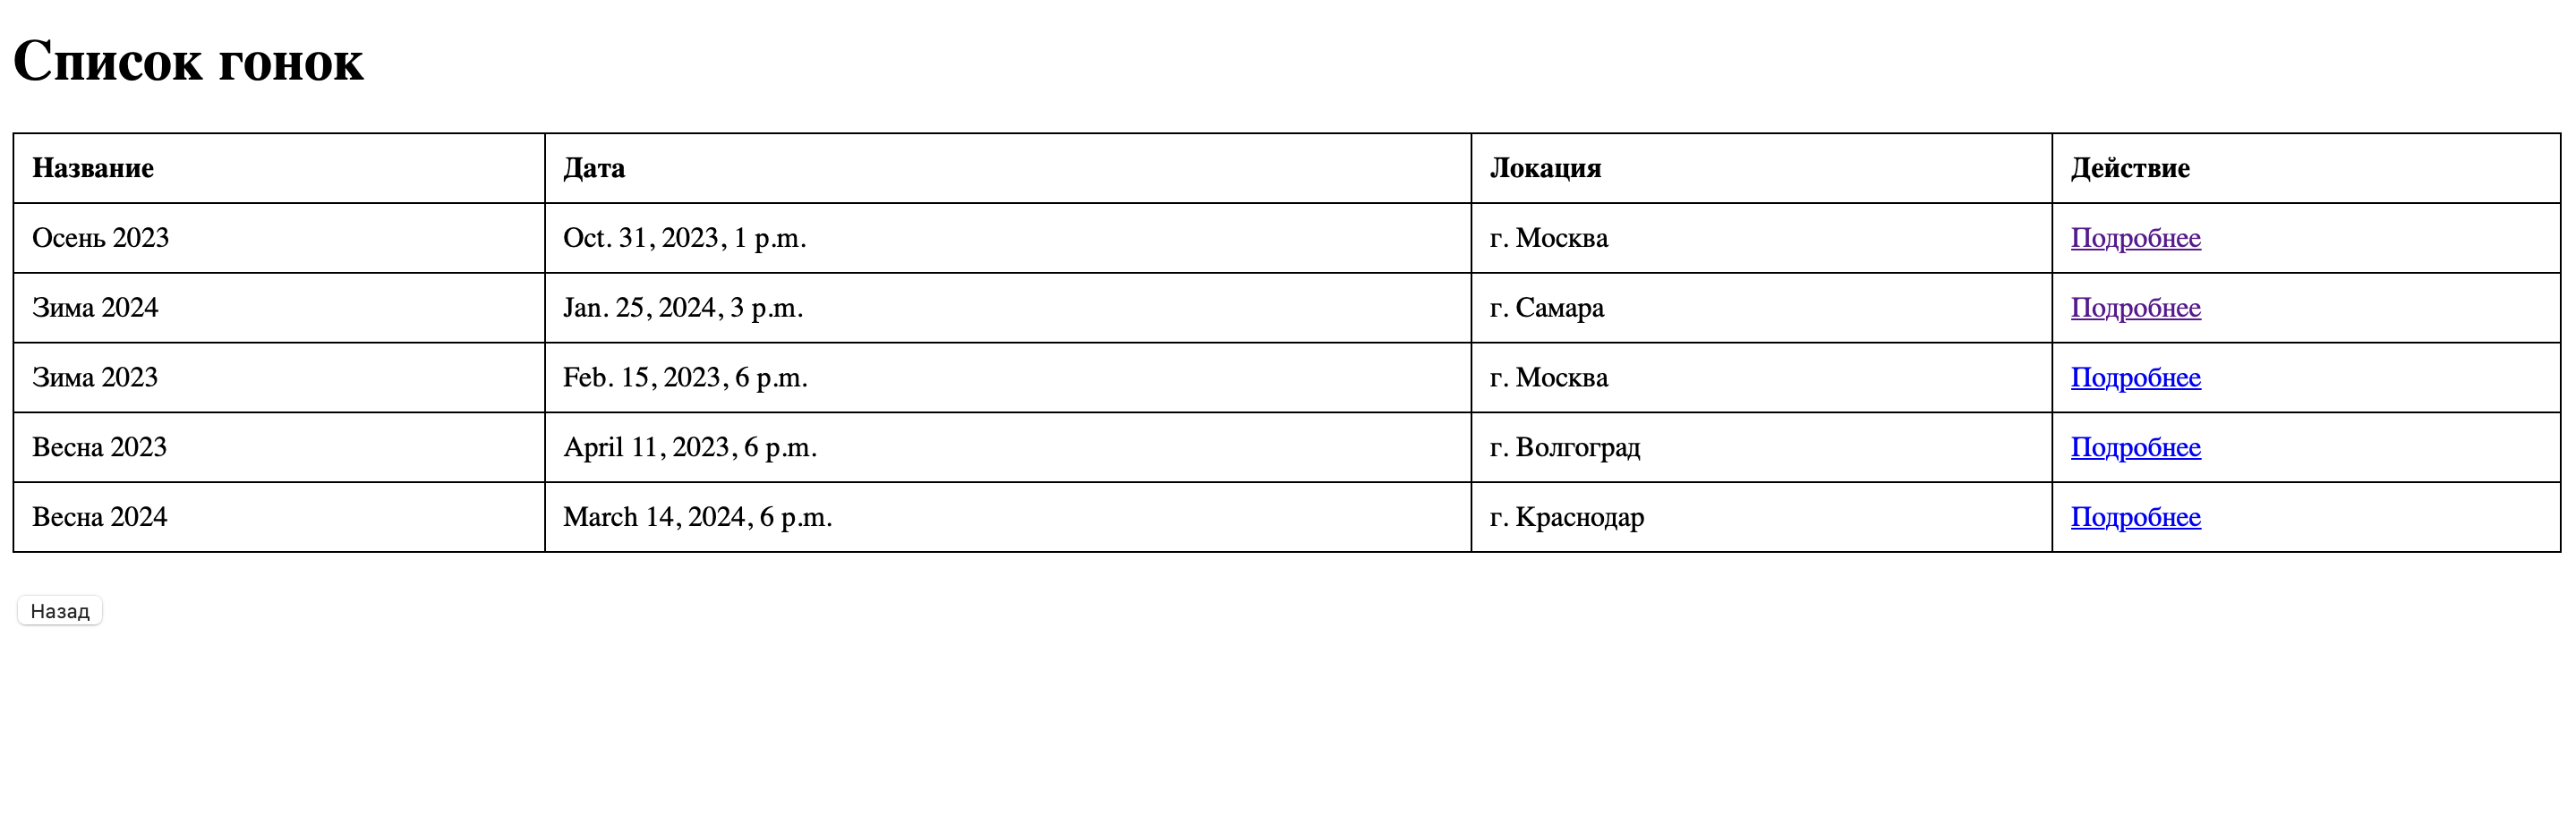 Список гонок
Название Дата Локация Действие
Осень 2023 Oct. 31, 2023, 1 p.m. г. Москва Подробнее
Зима 2024 Jan. 25, 2024, 3 p.m. г. Самара Подробнее
Зима 2023 Feb. 15, 2023, 6 p.m. г. Москва Подробнее
Весна 2023 April 11, 2023, 6 p.m. г. Волгоград Подробнее
Весна 2024 March 14, 2024, 6 p.m. г. Краснодар Подробнее
Назад